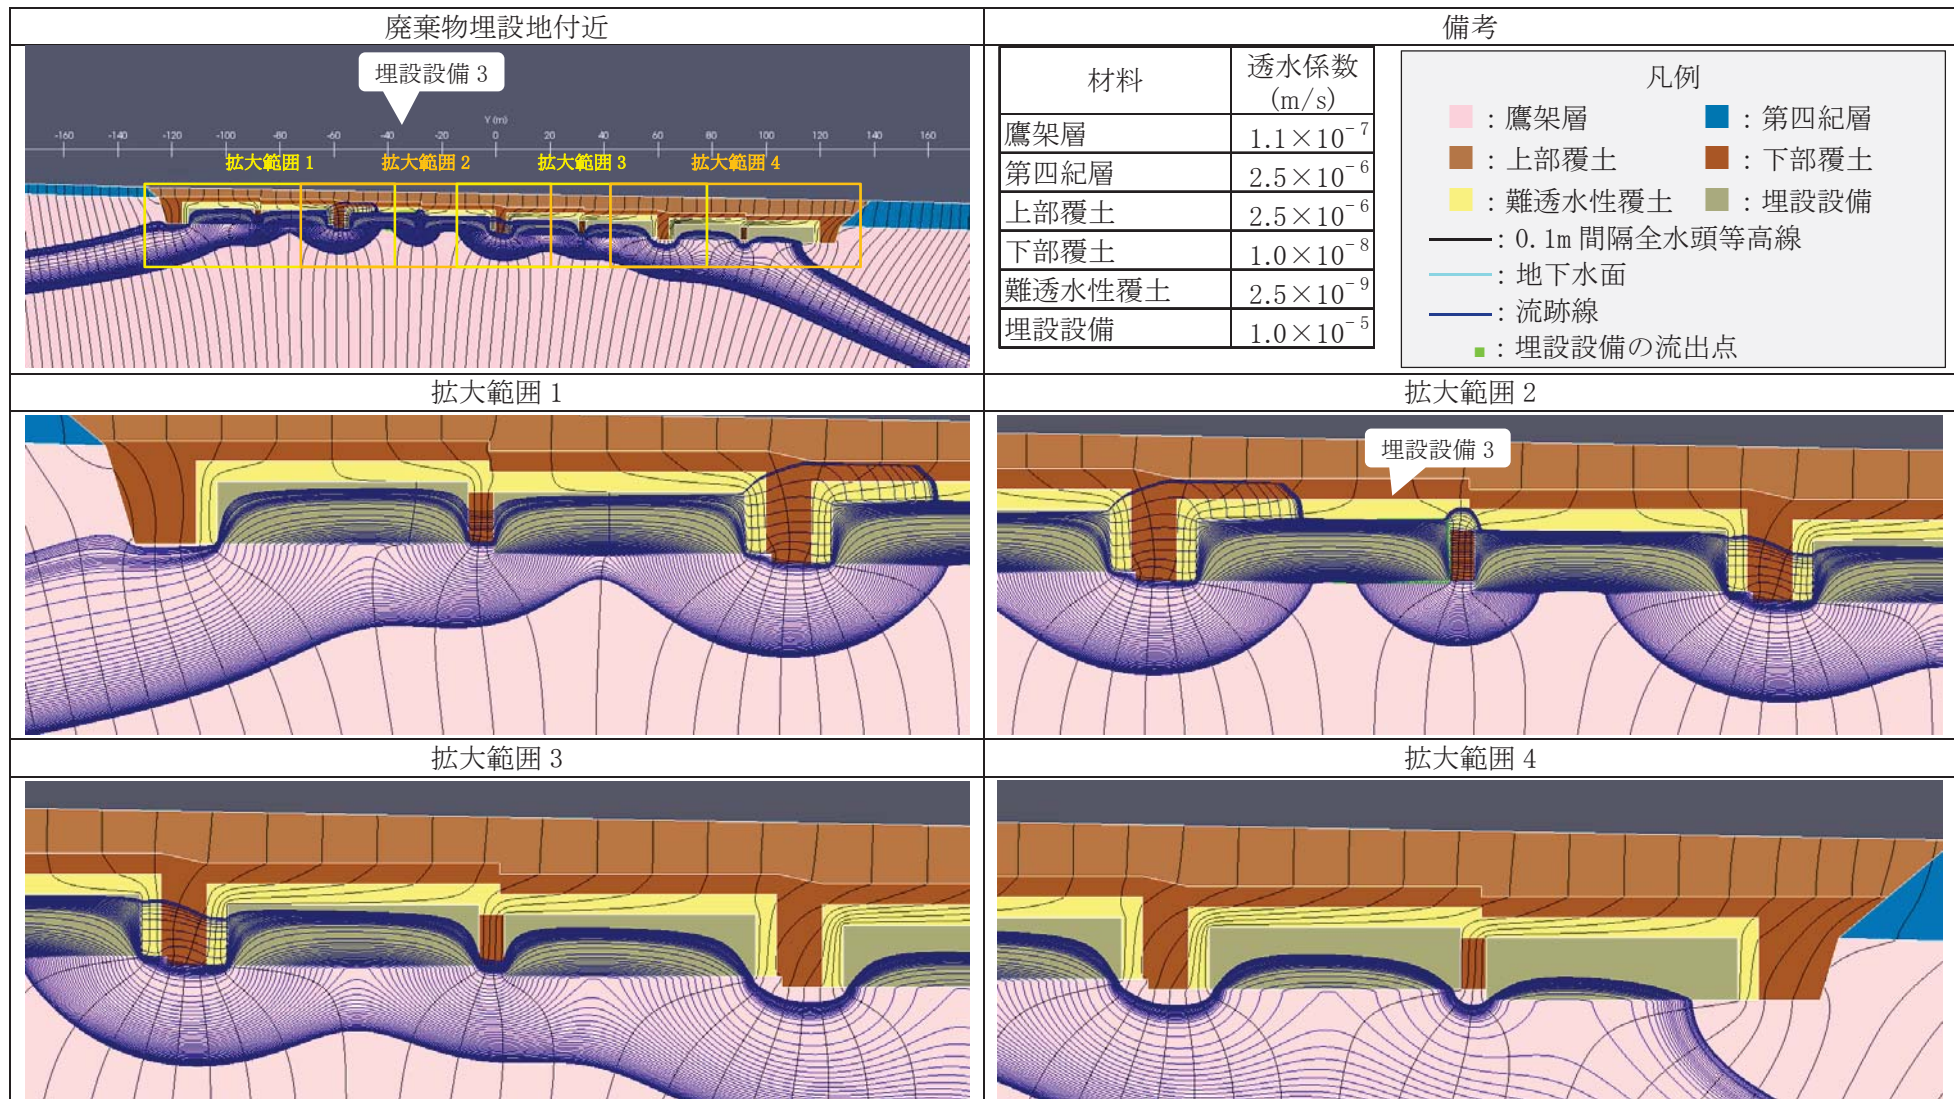 廃棄物埋設地付近
備考
埋設設備 3
Y (m)
-160 -140 -120 -100 -80 -60 -40 -20 0 20 40 60 80 100 120 140 160
拡大範囲 1 拡大範囲 2 拡大範囲 3 拡大範囲 4
材料 透水係数 (m/s)
鷹架層 1.1×10⁻⁷
第四紀層 2.5×10⁻⁶
上部覆土 2.5×10⁻⁶
下部覆土 1.0×10⁻⁸
難透水性覆土 2.5×10⁻⁹
埋設設備 1.0×10⁻⁵
凡例
：鷹架層 ：第四紀層
：上部覆土 ：下部覆土
：難透水性覆土 ：埋設設備
：0.1m 間隔全水頭等高線
：地下水面
：流跡線
：埋設設備の流出点
拡大範囲 1
拡大範囲 2
埋設設備 3
拡大範囲 3
拡大範囲 4